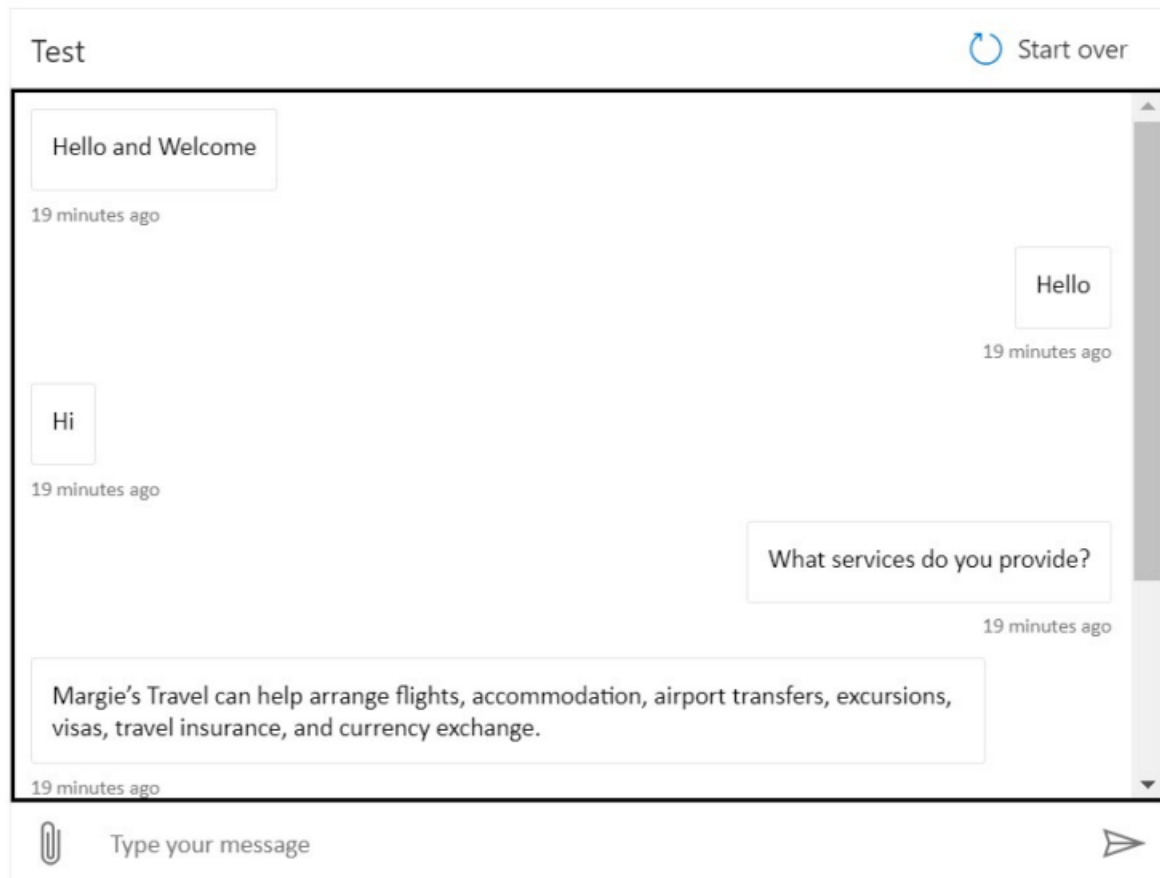 Test
Start over
Hello and Welcome
19 minutes ago
Hello
19 minutes ago
Hi
19 minutes ago
What services do you provide?
19 minutes ago
Margie’s Travel can help arrange flights, accommodation, airport transfers, excursions,
visas, travel insurance, and currency exchange.
19 minutes ago
Type your message